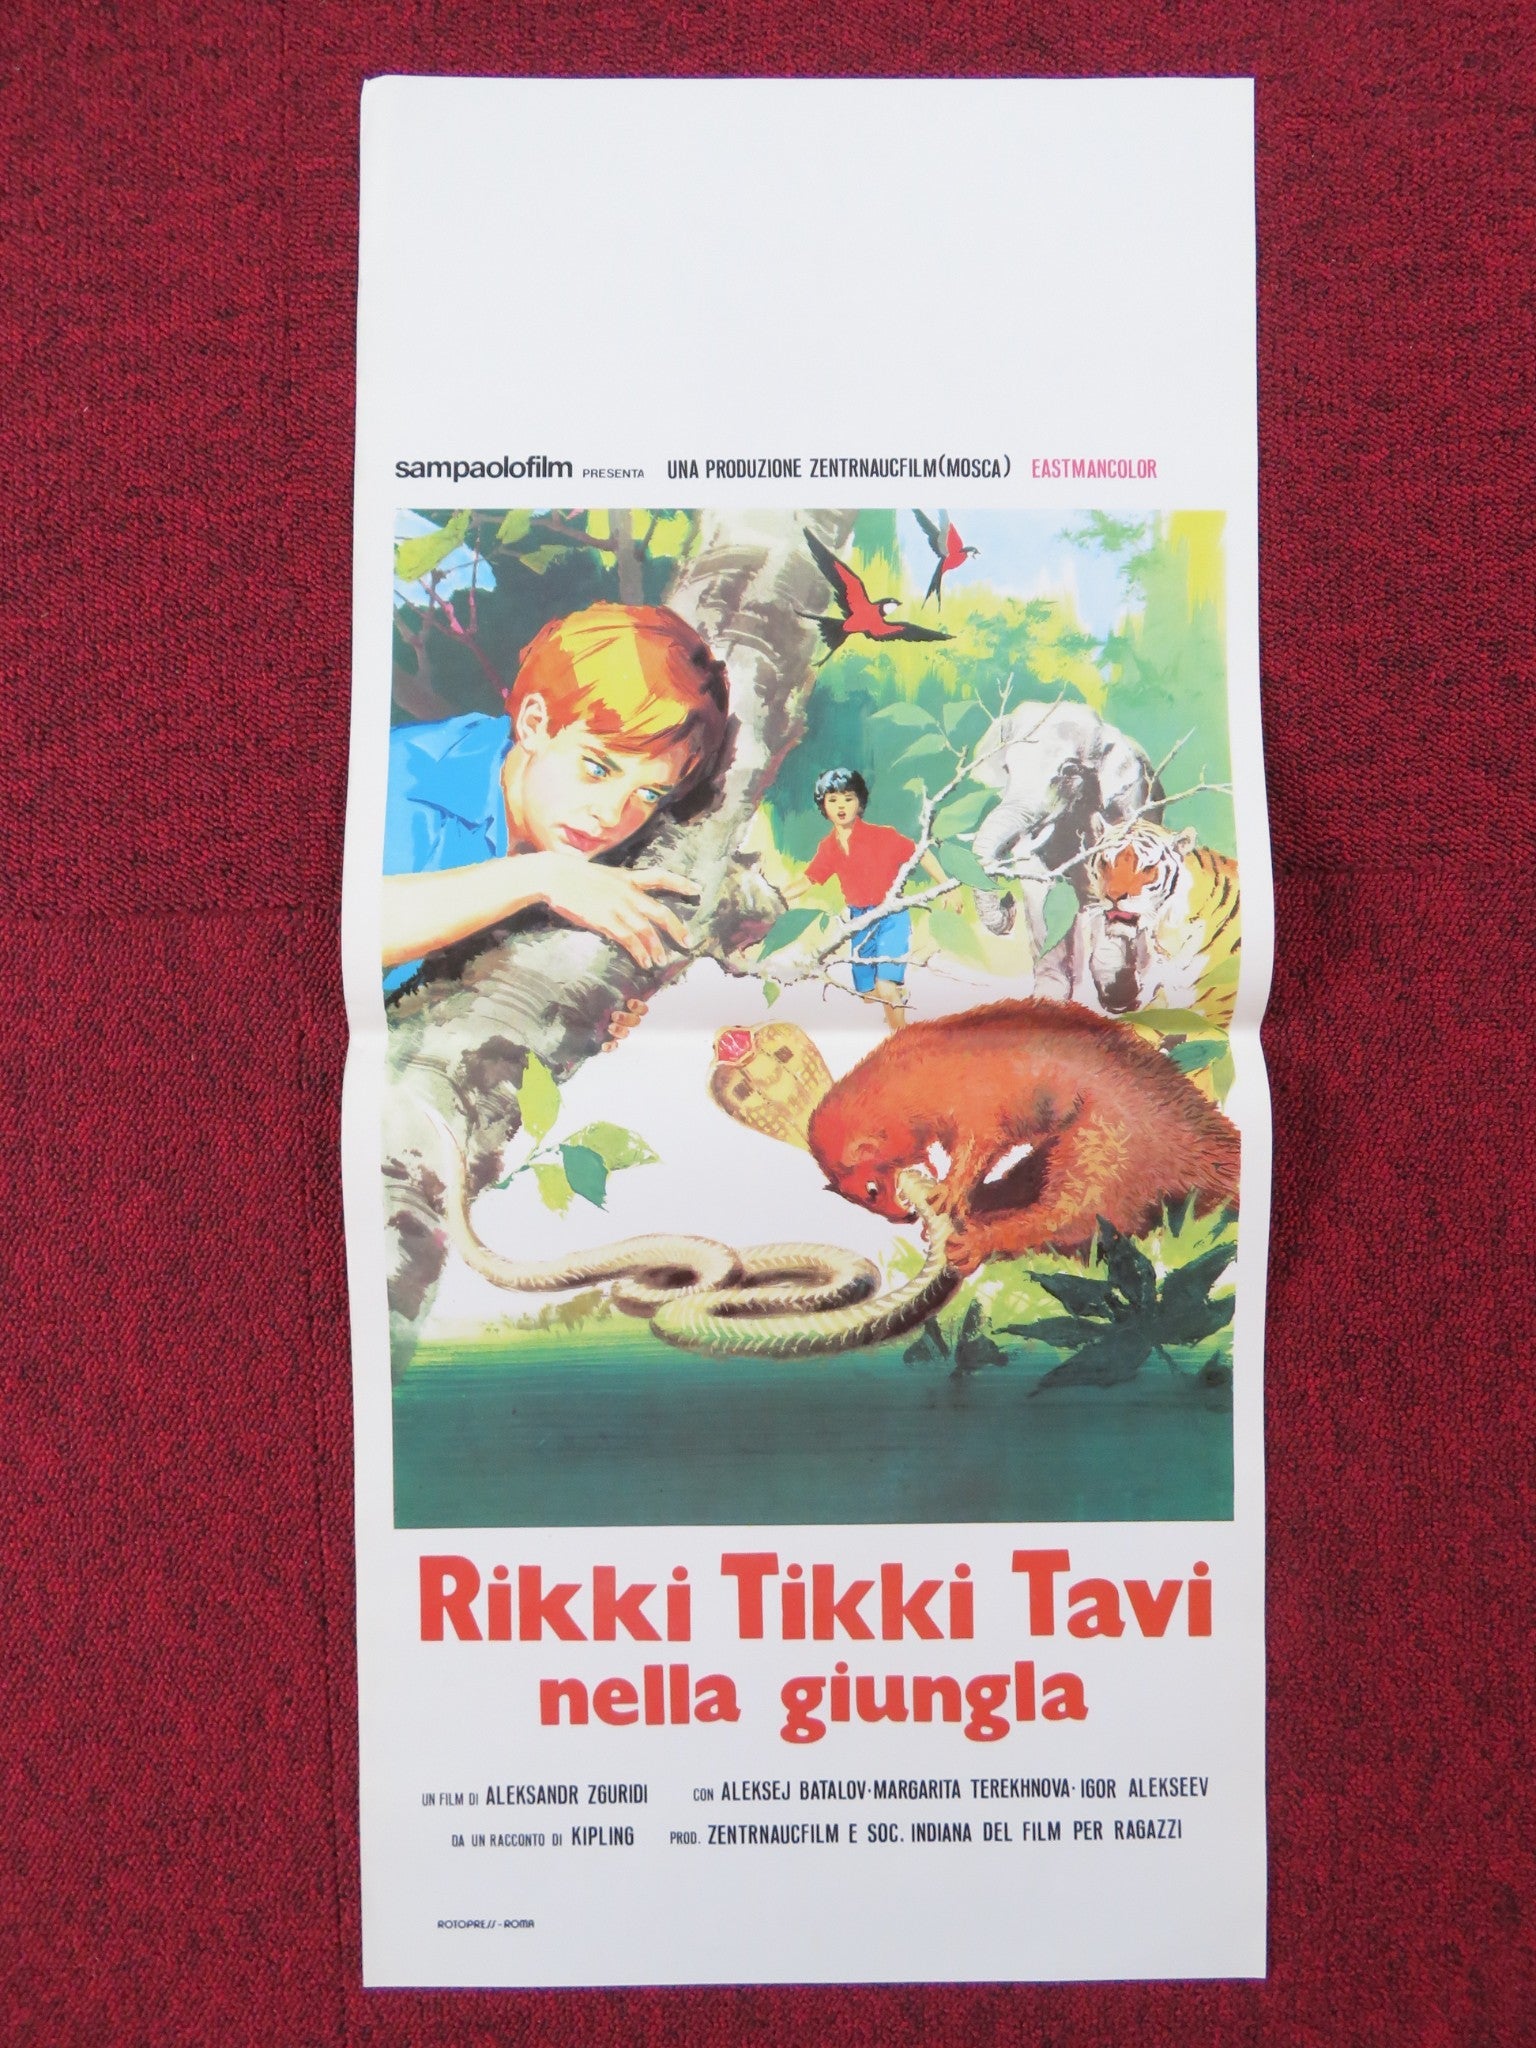 sampaolofilm PRESENTA UNA PRODUZIONE ZENTRNAUCFILM(MOSCA) EASTMANCOLOR
Rikki Tikki Tavi
nella giungla
UN FILM DI ALEKSANDR ZGURIDI CON ALEKSEJ BATALOV·MARGARITA TEREKHNOVA·IGOR ALEKSEEV
DA UN RACCONTO DI KIPLING PROD. ZENTRNAUCFILM E SOC. INDIANA DEL FILM PER RAGAZZI
ROTOPRESS-ROMA